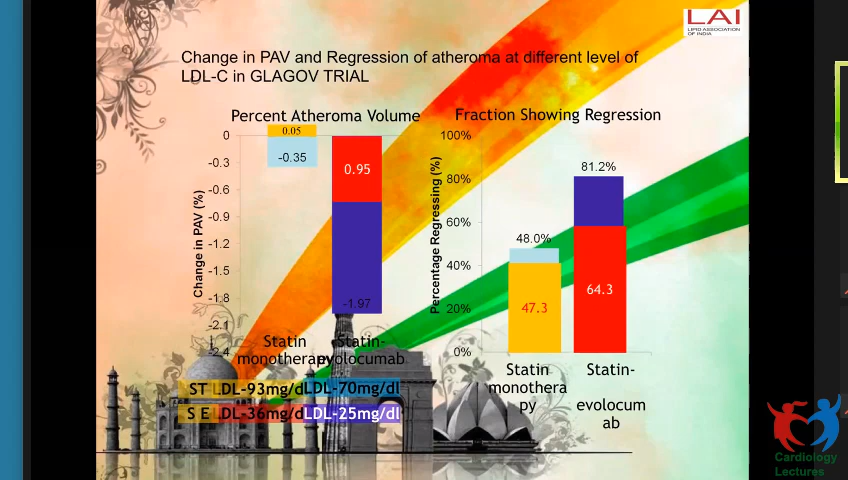 LAI
LIPID ASSOCIATION
OF INDIA
Change in PAV and Regression of atheroma at different level of
LDL-C in GLAGOV TRIAL
Percent Atheroma Volume
Change in PAV (%)
0
-0.3
-0.6
-0.9
-1.2
-1.5
-1.8
-2.1
-2.4
0.05
-0.35
0.95
-1.97
Statin
monotherapy
Statin-
evolocumab
ST LDL-93mg/dl LDL-70mg/dl
S E LDL-36mg/dl LDL-25mg/dl
Fraction Showing Regression
Percentage Regressing (%)
100%
80%
60%
40%
20%
0%
48.0%
47.3
81.2%
64.3
Statin
monothera
py
Statin-
evolocum
ab
Cardiology
Lectures